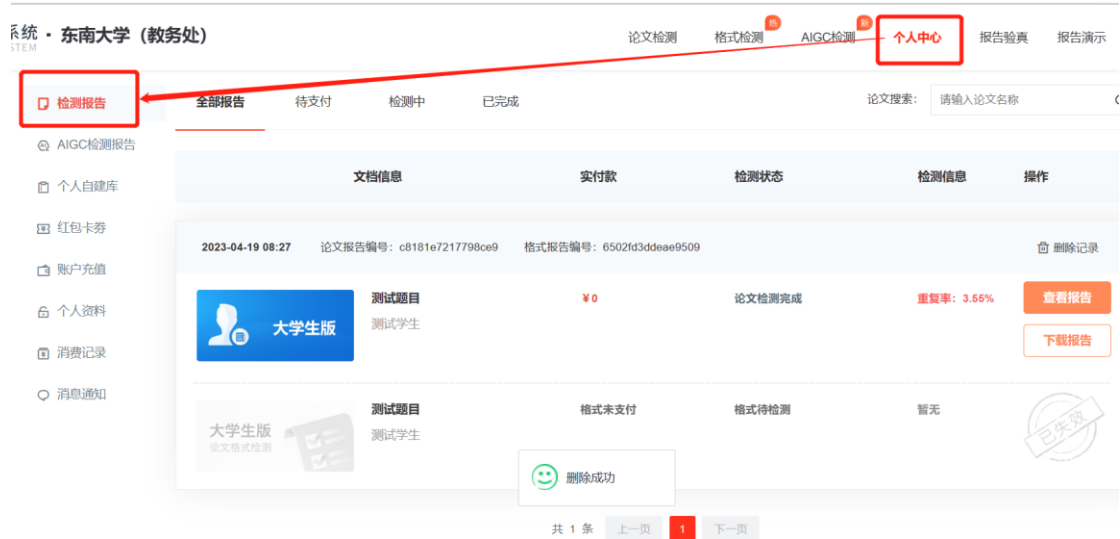 系统 · 东南大学（教务处）
STEM
论文检测
格式检测
热
AIGC检测
新
个人中心
报告验真
报告演示
检测报告
AIGC检测报告
个人自建库
红包卡券
账户充值
个人资料
消费记录
消息通知
全部报告
待支付
检测中
已完成
论文搜索：
请输入论文名称
文档信息
实付款
检测状态
检测信息
操作
2023-04-19 08:27
论文报告编号：c8181e7217798ce9
格式报告编号：6502fd3ddeae9509
删除记录
大学生版
测试题目
测试学生
¥0
论文检测完成
重复率：3.55%
查看报告
下载报告
大学生版
论文格式检测
测试题目
测试学生
格式未支付
格式待检测
暂无
已失效
删除成功
共 1 条
上一页
1
下一页